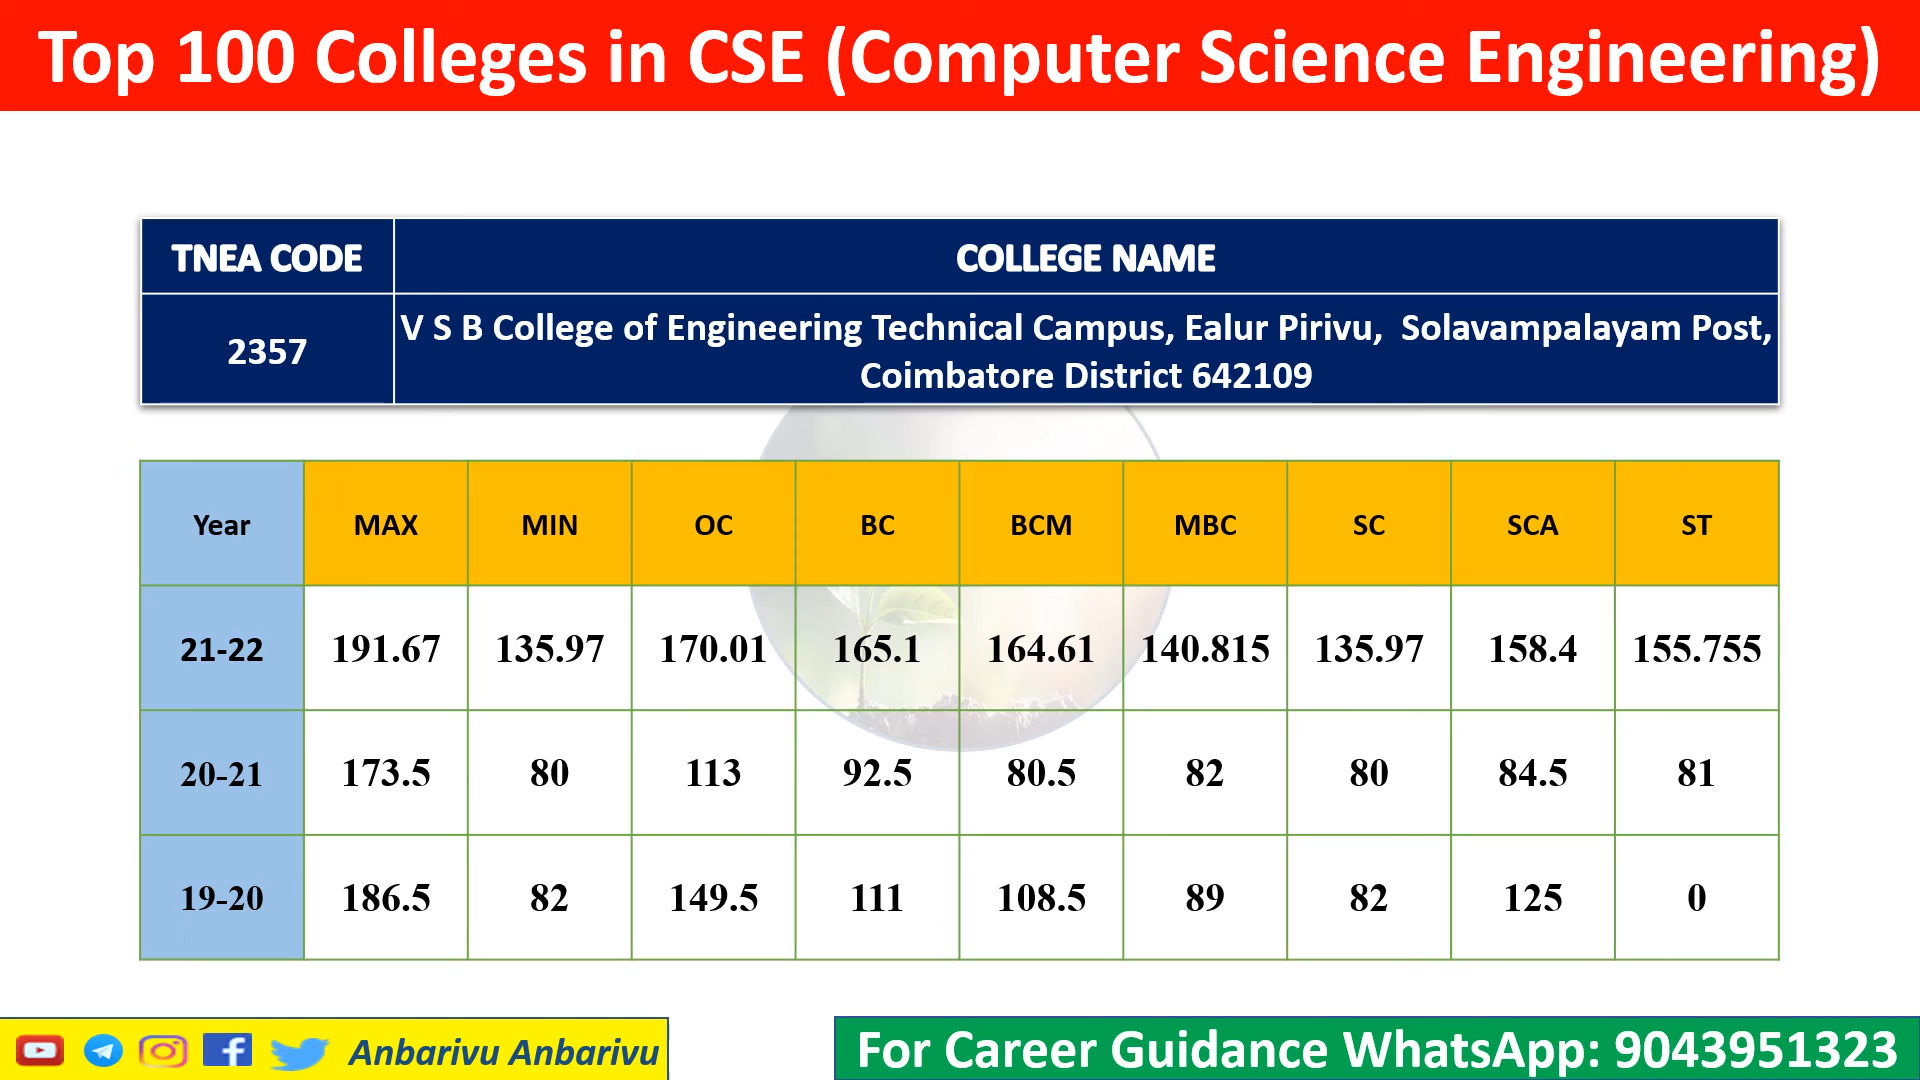 Top 100 Colleges in CSE (Computer Science Engineering)
TNEA CODE COLLEGE NAME
2357 V S B College of Engineering Technical Campus, Ealur Pirivu, Solavampalayam Post,
Coimbatore District 642109
Year MAX MIN OC BC BCM MBC SC SCA ST
21-22 191.67 135.97 170.01 165.1 164.61 140.815 135.97 158.4 155.755
20-21 173.5 80 113 92.5 80.5 82 80 84.5 81
19-20 186.5 82 149.5 111 108.5 89 82 125 0
Anbarivu Anbarivu
For Career Guidance WhatsApp: 9043951323